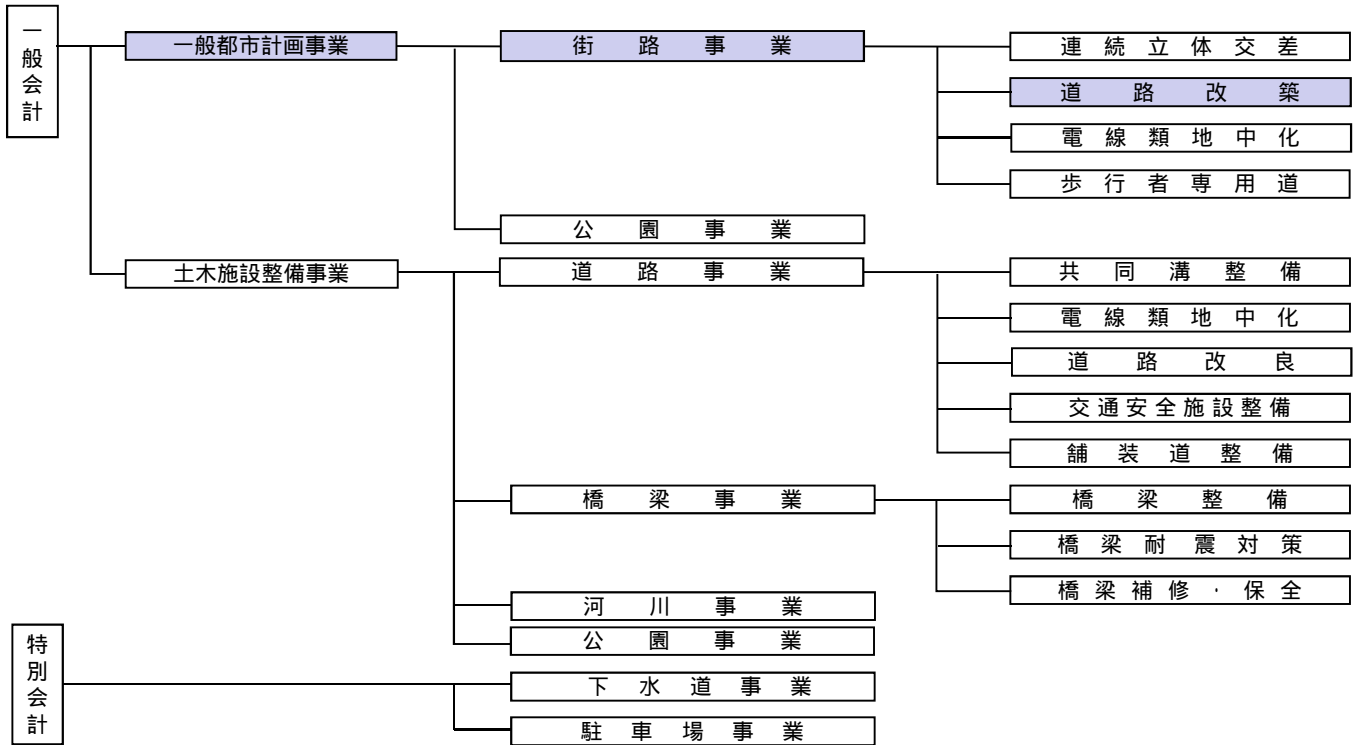 一般会計
一般都市計画事業
街路事業
連続立体交差
道路改築
電線類地中化
歩行者専用道
公園事業
土木施設整備事業
道路事業
共同溝整備
電線類地中化
道路改良
交通安全施設整備
舗装道整備
橋梁事業
橋梁整備
橋梁耐震対策
橋梁補修・保全
河川事業
公園事業
特別会計
下水道事業
駐車場事業